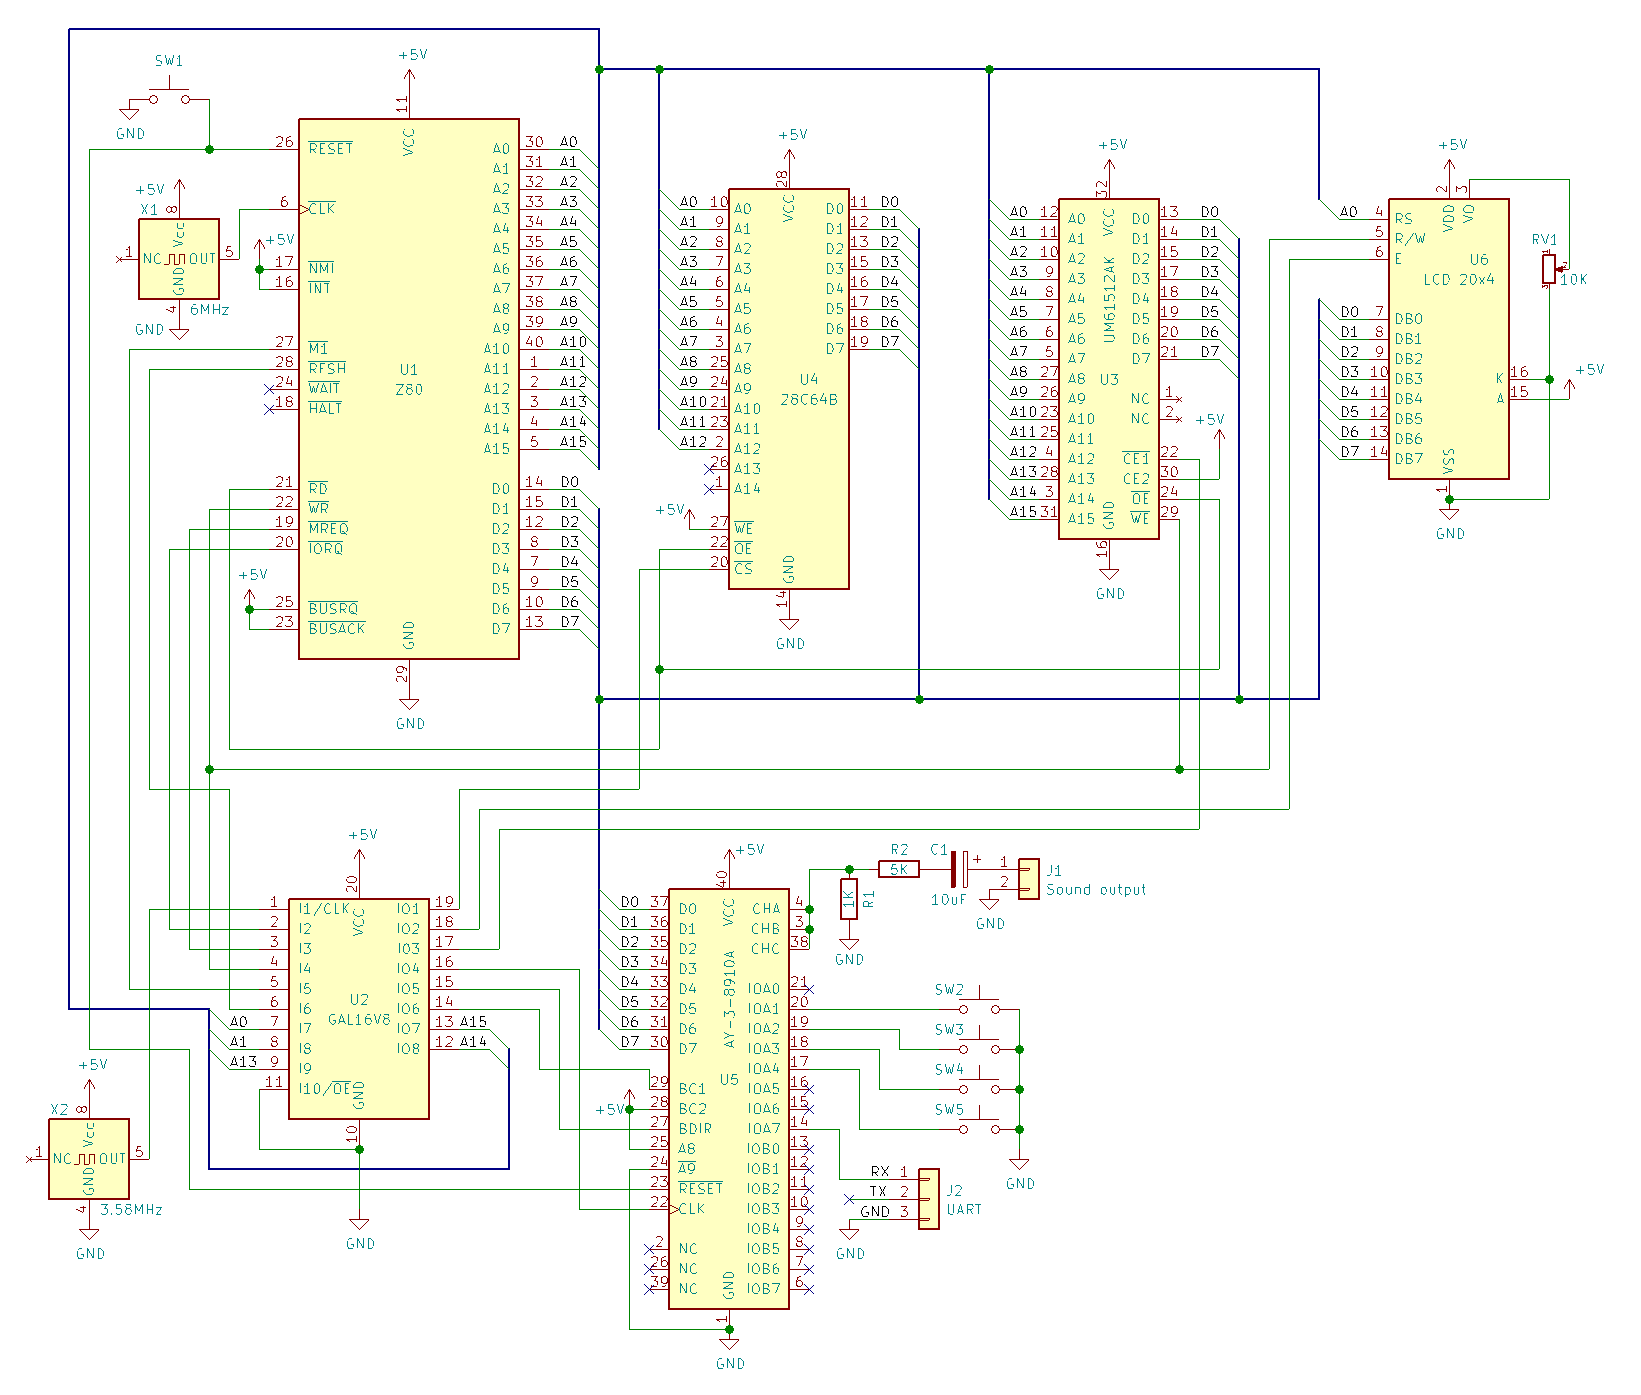 SW1
GND
+5V
X1
8
Vcc
1
NC
OUT
5
GND
4
6MHz
GND
+5V
+5V
11
VCC
26 RESET
6 CLK
17 NMI
16 INT
27 M1
28 RFSH
24 WAIT
18 HALT
21 RD
22 WR
19 MREQ
20 IORQ
+5V
25 BUSRQ
23 BUSACK
U1
Z80
GND
29
GND
A0 30 A0
A1 31 A1
A2 32 A2
A3 33 A3
A4 34 A4
A5 35 A5
A6 36 A6
A7 37 A7
A8 38 A8
A9 39 A9
A10 40 A10
A11 1 A11
A12 2 A12
A13 3 A13
A14 4 A14
A15 5 A15
D0 14 D0
D1 15 D1
D2 12 D2
D3 8 D3
D4 7 D4
D5 9 D5
D6 10 D6
D7 13 D7
+5V
28
VCC
A0 10 A0
A1 9 A1
A2 8 A2
A3 7 A3
A4 6 A4
A5 5 A5
A6 4 A6
A7 3 A7
A8 25 A8
A9 24 A9
A10 21 A10
A11 23 A11
A12 2 A12
26 A13
1 A14
+5V
27 WE
22 OE
20 CS
U4
28C64B
GND
14
GND
D0 11 D0
D1 12 D1
D2 13 D2
D3 15 D3
D4 16 D4
D5 17 D5
D6 18 D6
D7 19 D7
+5V
32
VCC
A0 12 A0
A1 11 A1
A2 10 A2
A3 9 A3
A4 8 A4
A5 7 A5
A6 6 A6
A7 5 A7
A8 27 A8
A9 26 A9
A10 23 A10
A11 25 A11
A12 4 A12
A13 28 A13
A14 3 A14
A15 31 A15
UM61512AK
U3
GND
16
GND
D0 13 D0
D1 14 D1
D2 15 D2
D3 17 D3
D4 18 D4
D5 19 D5
D6 20 D6
D7 21 D7
NC 1
NC 2
+5V
CE1 22
CE2 30
OE 24
WE 29
+5V
2
3
VDD
VO
A0 4 RS
5 R/W
6 E
U6
LCD 20x4
D0 7 DB0
D1 8 DB1
D2 9 DB2
D3 10 DB3
D4 11 DB4
D5 12 DB5
D6 13 DB6
D7 14 DB7
K 16
A 15
VSS
1
GND
RV1
1
2
3
10K
+5V
+5V
20
VCC
1 I1/CLK
2 I2
3 I3
4 I4
5 I5
6 I6
A0 7 I7
A1 8 I8
A13 9 I9
11 I10/OE
U2
GAL16V8
GND
10
GND
IO1 19
IO2 18
IO3 17
IO4 16
IO5 15
IO6 14
IO7 13 A15
IO8 12 A14
+5V
X2
8
Vcc
1
NC
OUT
5
GND
4
3.58MHz
GND
+5V
40
VCC
D0 37 D0
D1 36 D1
D2 35 D2
D3 34 D3
D4 33 D4
D5 32 D5
D6 31 D6
D7 30 D7
29 BC1
+5V
28 BC2
27 BDIR
25 A8
24 A9
23 RESET
22 CLK
2 NC
26 NC
39 NC
AY-3-8910A
U5
GND
1
GND
CHA 4
CHB 3
CHC 38
IOA0 21
IOA1 20
IOA2 19
IOA3 18
IOA4 17
IOA5 16
IOA6 15
IOA7 14
IOB0 13
IOB1 12
IOB2 11
IOB3 10
IOB4 9
IOB5 8
IOB6 7
IOB7 6
R2
5K
C1
+
10uF
1K
R1
GND
1
2
J1
Sound output
GND
SW2
SW3
SW4
SW5
GND
RX 1
TX 2
GND 3
J2
UART
GND